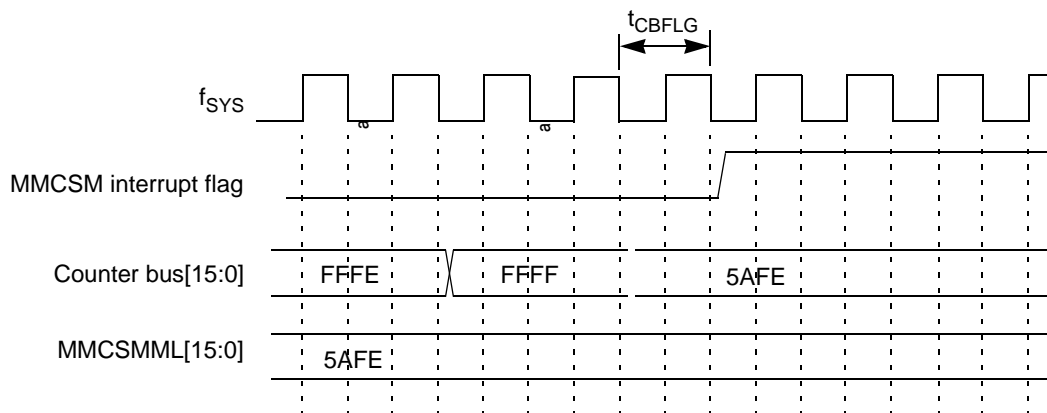 tCBFLG
fSYS
a a
MMCSM interrupt flag
Counter bus[15:0] FFFE FFFF 5AFE
MMCSMML[15:0] 5AFE